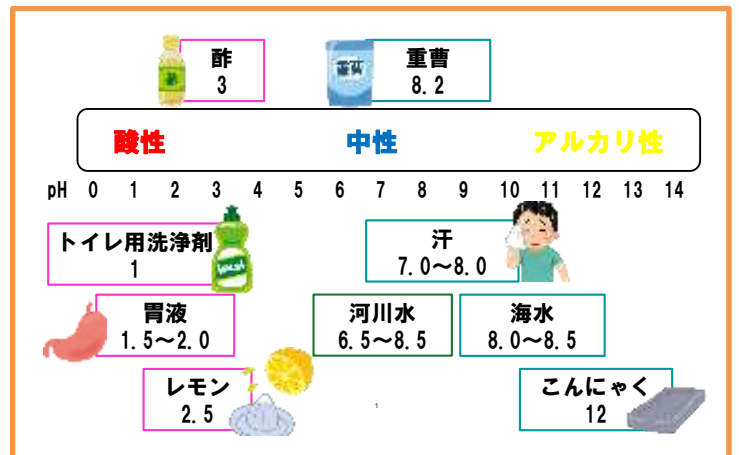 酢
3
重曹
8.2
酸性 中性 アルカリ性
pH 0 1 2 3 4 5 6 7 8 9 10 11 12 13 14
トイレ用洗浄剤
1
汗
7.0～8.0
胃液
1.5～2.0
河川水
6.5～8.5
海水
8.0～8.5
レモン
2.5
こんにゃく
12
1